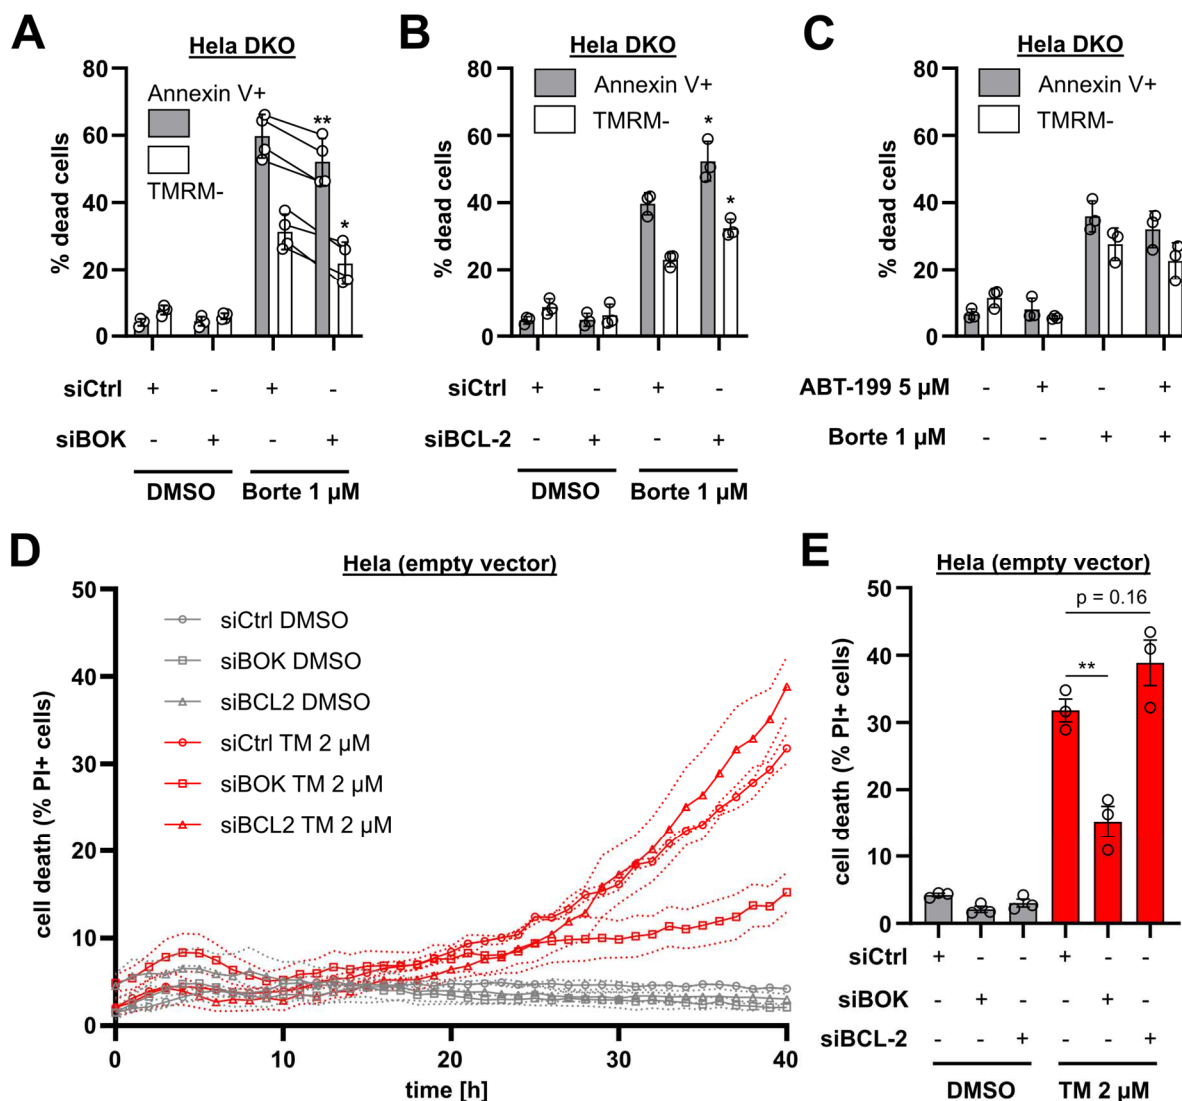 A
Hela DKO
% dead cells
80
60
40
20
0
Annexin V+
TMRM-
**
*
siCtrl + - + -
siBOK - + - +
DMSO Borte 1 µM
B
Hela DKO
% dead cells
80
60
40
20
0
Annexin V+
TMRM-
*
*
siCtrl + - + -
siBCL-2 - + - +
DMSO Borte 1 µM
C
Hela DKO
% dead cells
80
60
40
20
0
Annexin V+
TMRM-
ABT-199 5 µM - + - +
Borte 1 µM - - + +
D
Hela (empty vector)
cell death (% PI+ cells)
50
40
30
20
10
0
siCtrl DMSO
siBOK DMSO
siBCL2 DMSO
siCtrl TM 2 µM
siBOK TM 2 µM
siBCL2 TM 2 µM
0 10 20 30 40
time [h]
E
Hela (empty vector)
cell death (% PI+ cells)
50
40
30
20
10
0
p = 0.16
**
siCtrl + - - + - -
siBOK - + - - + -
siBCL-2 - - + - - +
DMSO TM 2 µM